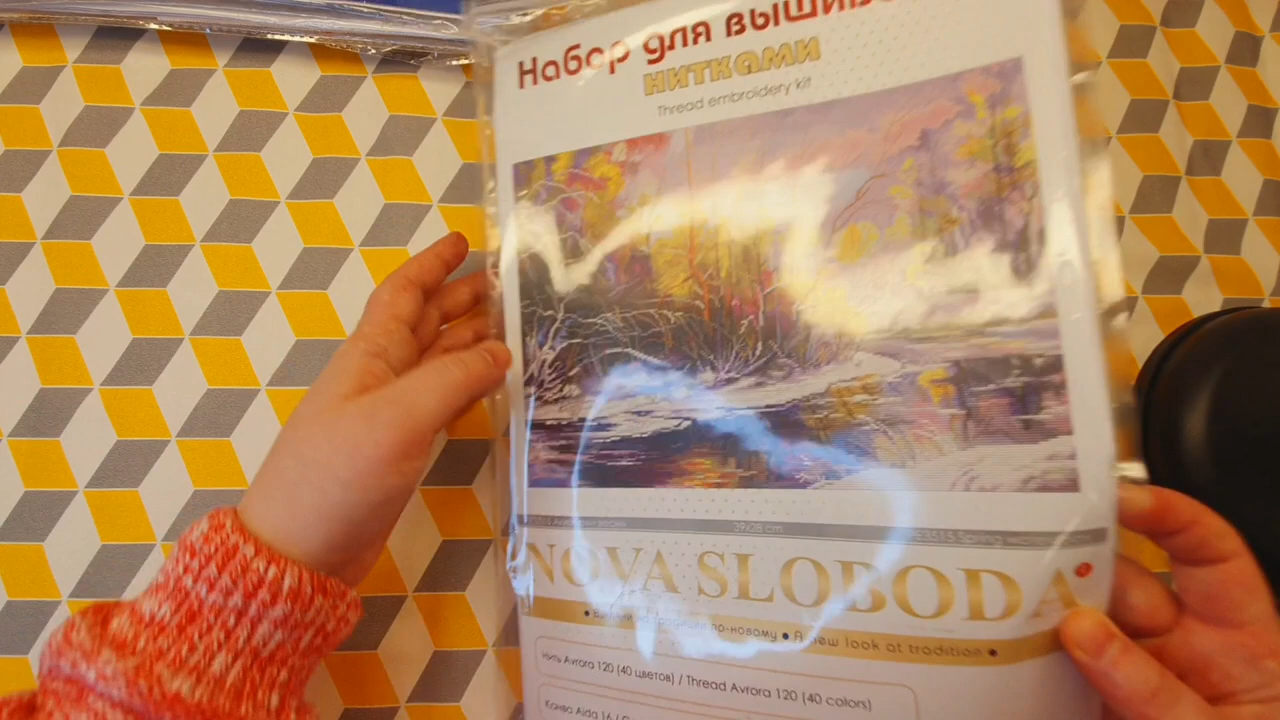 Набор для
нитками
Thread embroidery kit
39x28 cm
Spring
NOVA SLOBODA
по-новому ● A new look at tradition ●
Нить Avrora 120 (40 цветов) / Thread Avrora 120 (40 colors)
Канва Aida 16 /